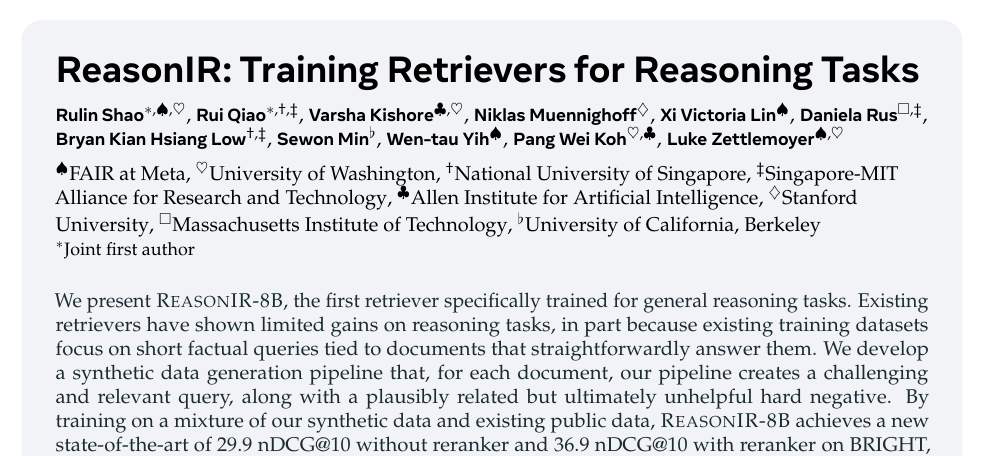 ReasonIR: Training Retrievers for Reasoning Tasks
Rulin Shao*,♠,♡, Rui Qiao*,†,‡, Varsha Kishore♣,♡, Niklas Muennighoff♢, Xi Victoria Lin♠, Daniela Rus□,‡,
Bryan Kian Hsiang Low†,‡, Sewon Min♭, Wen-tau Yih♠, Pang Wei Koh♡,♣, Luke Zettlemoyer♠,♡
♠FAIR at Meta, ♡University of Washington, †National University of Singapore, ‡Singapore-MIT
Alliance for Research and Technology, ♣Allen Institute for Artificial Intelligence, ♢Stanford
University, □Massachusetts Institute of Technology, ♭University of California, Berkeley
*Joint first author
We present REASONIR-8B, the first retriever specifically trained for general reasoning tasks. Existing
retrievers have shown limited gains on reasoning tasks, in part because existing training datasets
focus on short factual queries tied to documents that straightforwardly answer them. We develop
a synthetic data generation pipeline that, for each document, our pipeline creates a challenging
and relevant query, along with a plausibly related but ultimately unhelpful hard negative. By
training on a mixture of our synthetic data and existing public data, REASONIR-8B achieves a new
state-of-the-art of 29.9 nDCG@10 without reranker and 36.9 nDCG@10 with reranker on BRIGHT,